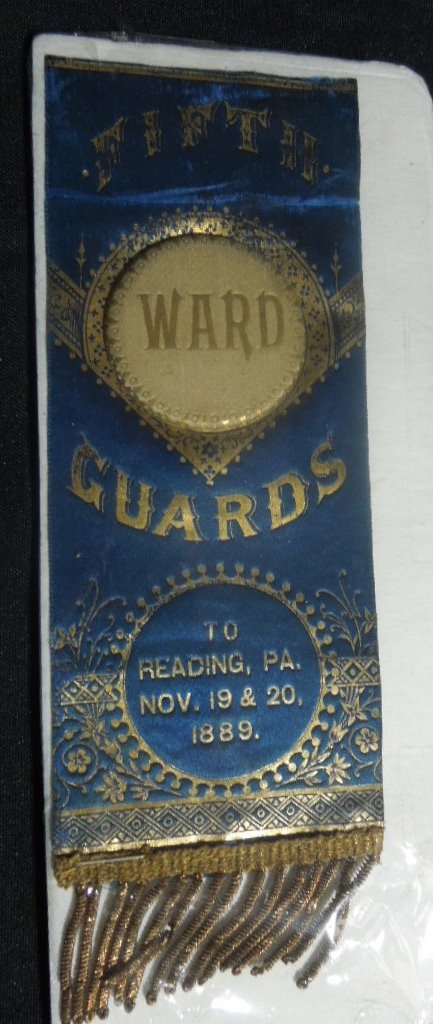 .FIFTH.
WARD
GUARDS
TO
READING, PA.
NOV. 19 & 20,
1889.